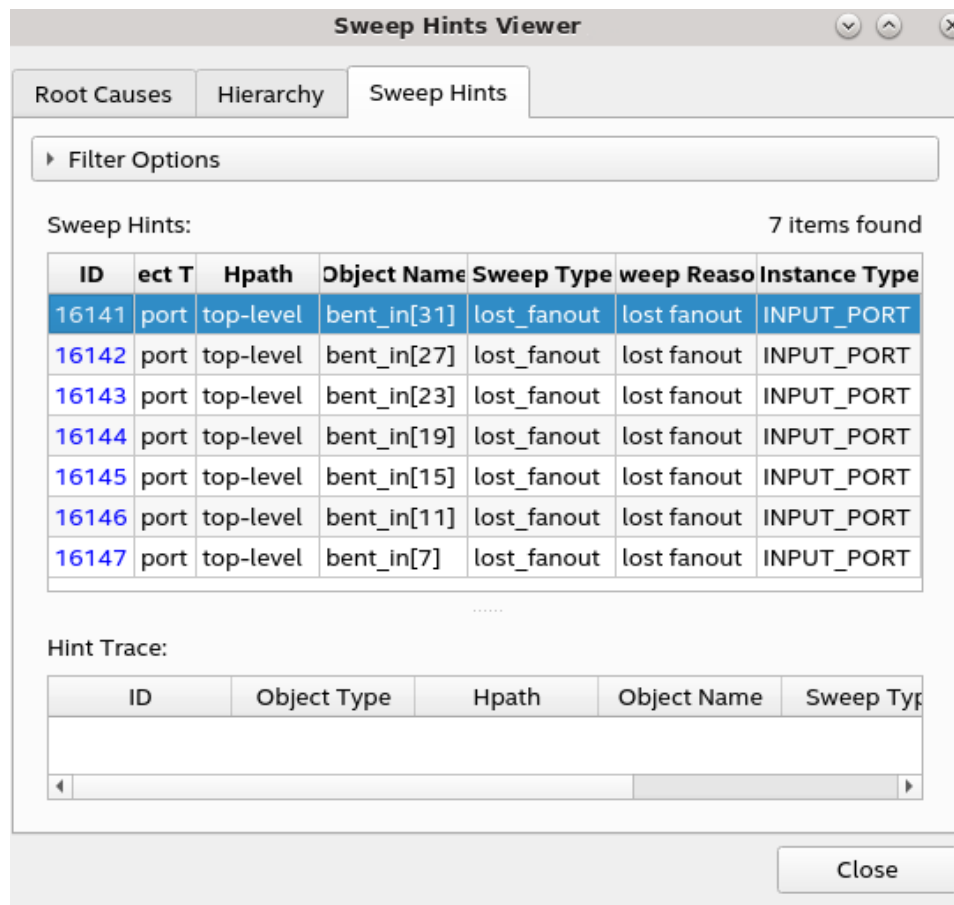 Sweep Hints Viewer
Root Causes Hierarchy Sweep Hints
Filter Options
Sweep Hints: 7 items found
ID ect T Hpath Object Name Sweep Type weep Reaso Instance Type
16141 port top-level bent_in[31] lost_fanout lost fanout INPUT_PORT
16142 port top-level bent_in[27] lost_fanout lost fanout INPUT_PORT
16143 port top-level bent_in[23] lost_fanout lost fanout INPUT_PORT
16144 port top-level bent_in[19] lost_fanout lost fanout INPUT_PORT
16145 port top-level bent_in[15] lost_fanout lost fanout INPUT_PORT
16146 port top-level bent_in[11] lost_fanout lost fanout INPUT_PORT
16147 port top-level bent_in[7] lost_fanout lost fanout INPUT_PORT
Hint Trace:
ID Object Type Hpath Object Name Sweep Typ
Close